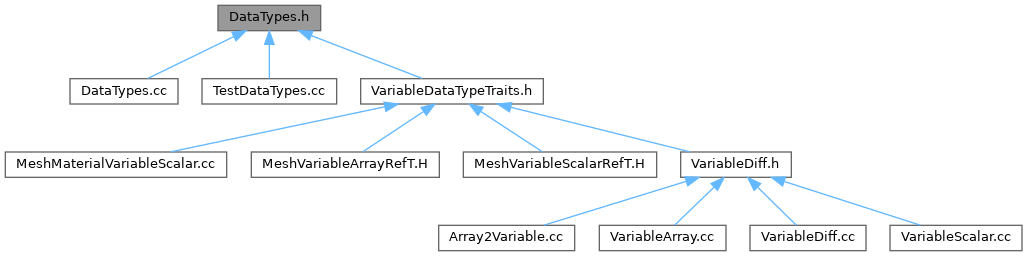 DataTypes.h
DataTypes.cc
TestDataTypes.cc
VariableDataTypeTraits.h
MeshMaterialVariableScalar.cc
MeshVariableArrayRefT.H
MeshVariableScalarRefT.H
VariableDiff.h
Array2Variable.cc
VariableArray.cc
VariableDiff.cc
VariableScalar.cc